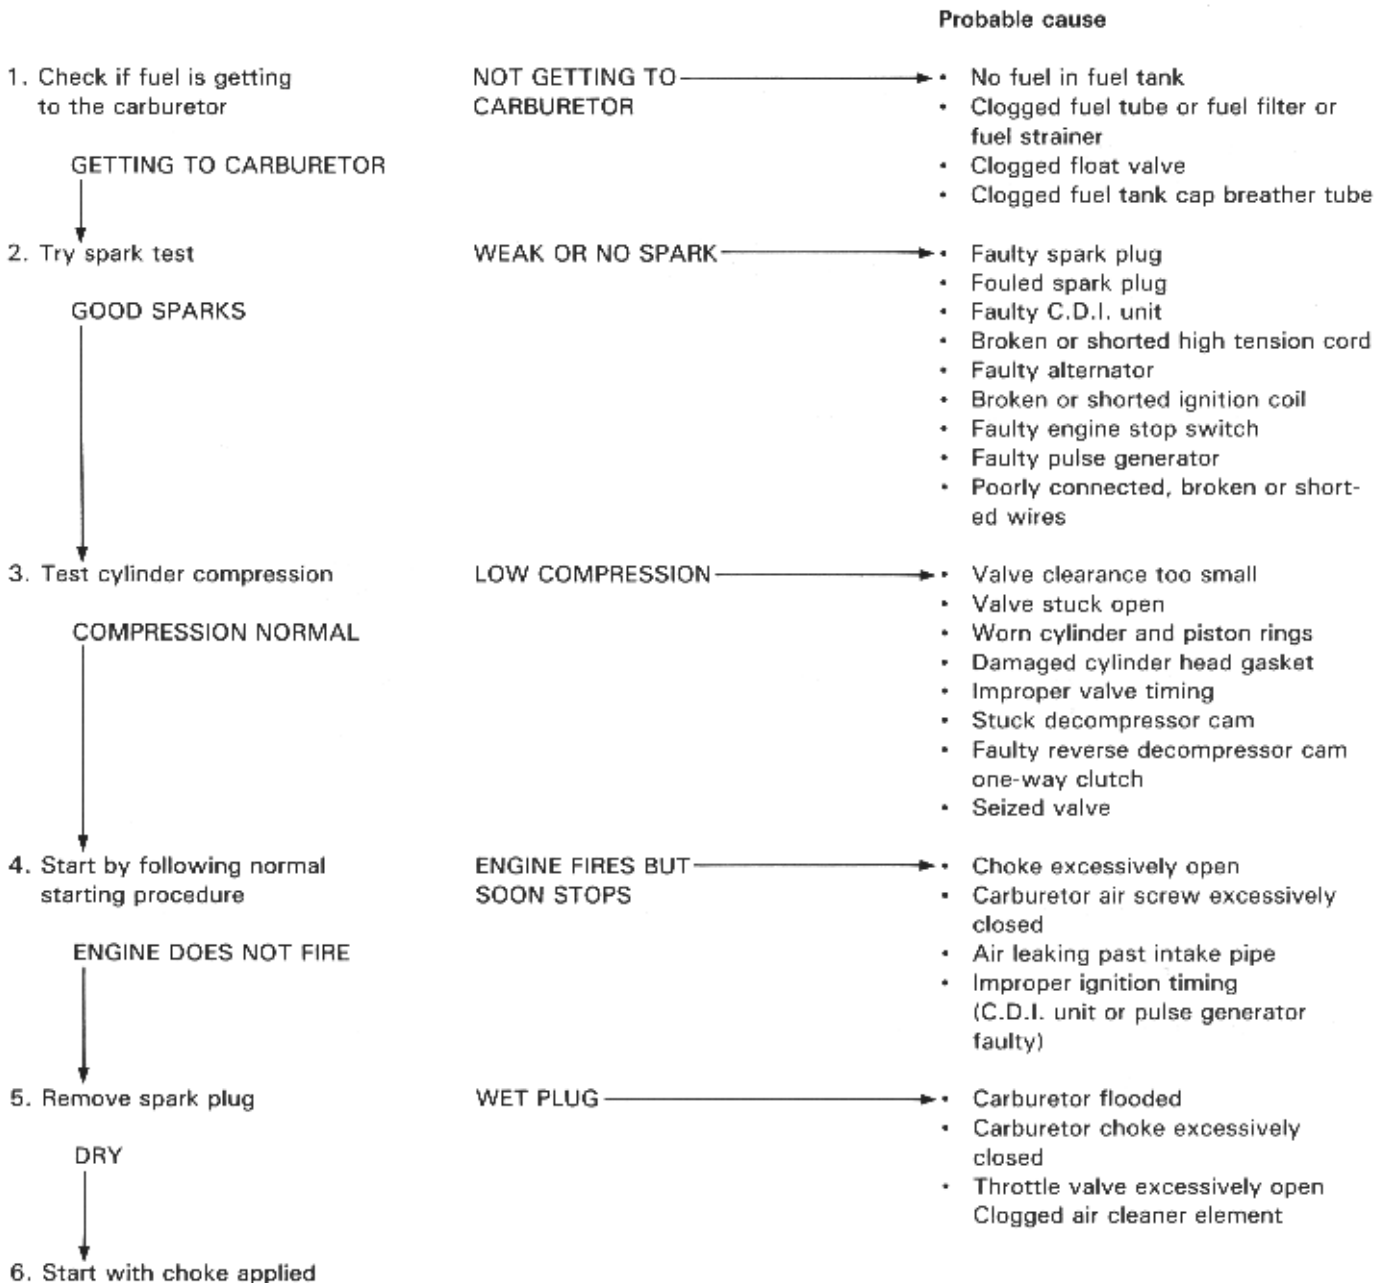 Probable cause
1. Check if fuel is getting
to the carburetor
NOT GETTING TO
CARBURETOR
• No fuel in fuel tank
• Clogged fuel tube or fuel filter or
fuel strainer
• Clogged float valve
• Clogged fuel tank cap breather tube
GETTING TO CARBURETOR
2. Try spark test
WEAK OR NO SPARK
• Faulty spark plug
• Fouled spark plug
• Faulty C.D.I. unit
• Broken or shorted high tension cord
• Faulty alternator
• Broken or shorted ignition coil
• Faulty engine stop switch
• Faulty pulse generator
• Poorly connected, broken or short-
ed wires
GOOD SPARKS
3. Test cylinder compression
LOW COMPRESSION
• Valve clearance too small
• Valve stuck open
• Worn cylinder and piston rings
• Damaged cylinder head gasket
• Improper valve timing
• Stuck decompressor cam
• Faulty reverse decompressor cam
one-way clutch
• Seized valve
COMPRESSION NORMAL
4. Start by following normal
starting procedure
ENGINE FIRES BUT
SOON STOPS
• Choke excessively open
• Carburetor air screw excessively
closed
• Air leaking past intake pipe
• Improper ignition timing
(C.D.I. unit or pulse generator
faulty)
ENGINE DOES NOT FIRE
5. Remove spark plug
WET PLUG
• Carburetor flooded
• Carburetor choke excessively
closed
• Throttle valve excessively open
Clogged air cleaner element
DRY
6. Start with choke applied